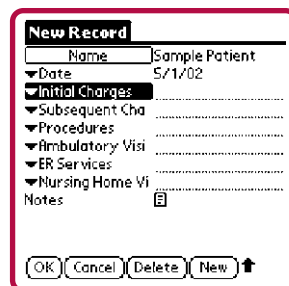 New Record
Name Sample Patient
Date 5/1/02
Initial Charges
Subsequent Cha
Procedures
Ambulatory Visi
ER Services
Nursing Home Vi
Notes
OK Cancel Delete New